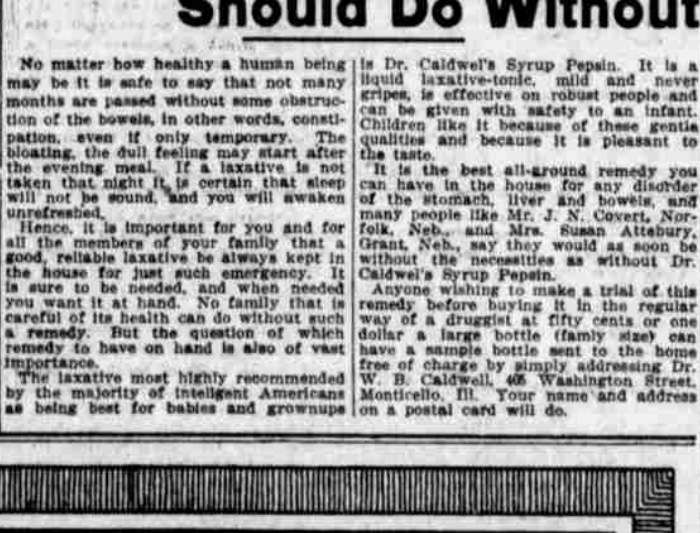 Should Do Without
No matter how healthy a human being
may be it is safe to say that not many
months are passed without some obstruc-
tion of the bowels, in other words, consti-
pation, even if only temporary. The
bloating, the dull feeling may start after
the evening meal. If a laxative is not
taken that night it is certain that sleep
will not be sound, and you will awaken
unrefreshed.
Hence, it is important for you and for
all the members of your family that a
good, reliable laxative be always kept in
the house for just such emergency. It
is sure to be needed, and when needed
you want it at hand. No family that is
careful of its health can do without such
a remedy. But the question of which
remedy to have on hand is also of vast
importance.
The laxative most highly recommended
by the majority of inteligent Americans
as being best for babies and grownups
is Dr. Caldwel's Syrup Pepsin. It is a
liquid laxative-tonic, mild and never
gripes, is effective on robust people and
can be given with safety to an infant.
Children like it because of these gentle
qualities and because it is pleasant to
the taste.
It is the best all-around remedy you
can have in the house for any disorder
of the stomach, liver and bowels, and
many people like Mr. J. N. Covert, Nor-
folk, Neb., and Mrs. Susan Attebury,
Grant, Neb., say they would as soon be
without the necessities as without Dr.
Caldwel's Syrup Pepsin.
Anyone wishing to make a trial of this
remedy before buying it in the regular
way of a druggist at fifty cents or one
dollar a large bottle (famly size) can
have a sample bottle sent to the home
free of charge by simply addressing Dr.
W. B. Caldwell, 405 Washington Street,
Monticello, Ill. Your name and address
on a postal card will do.